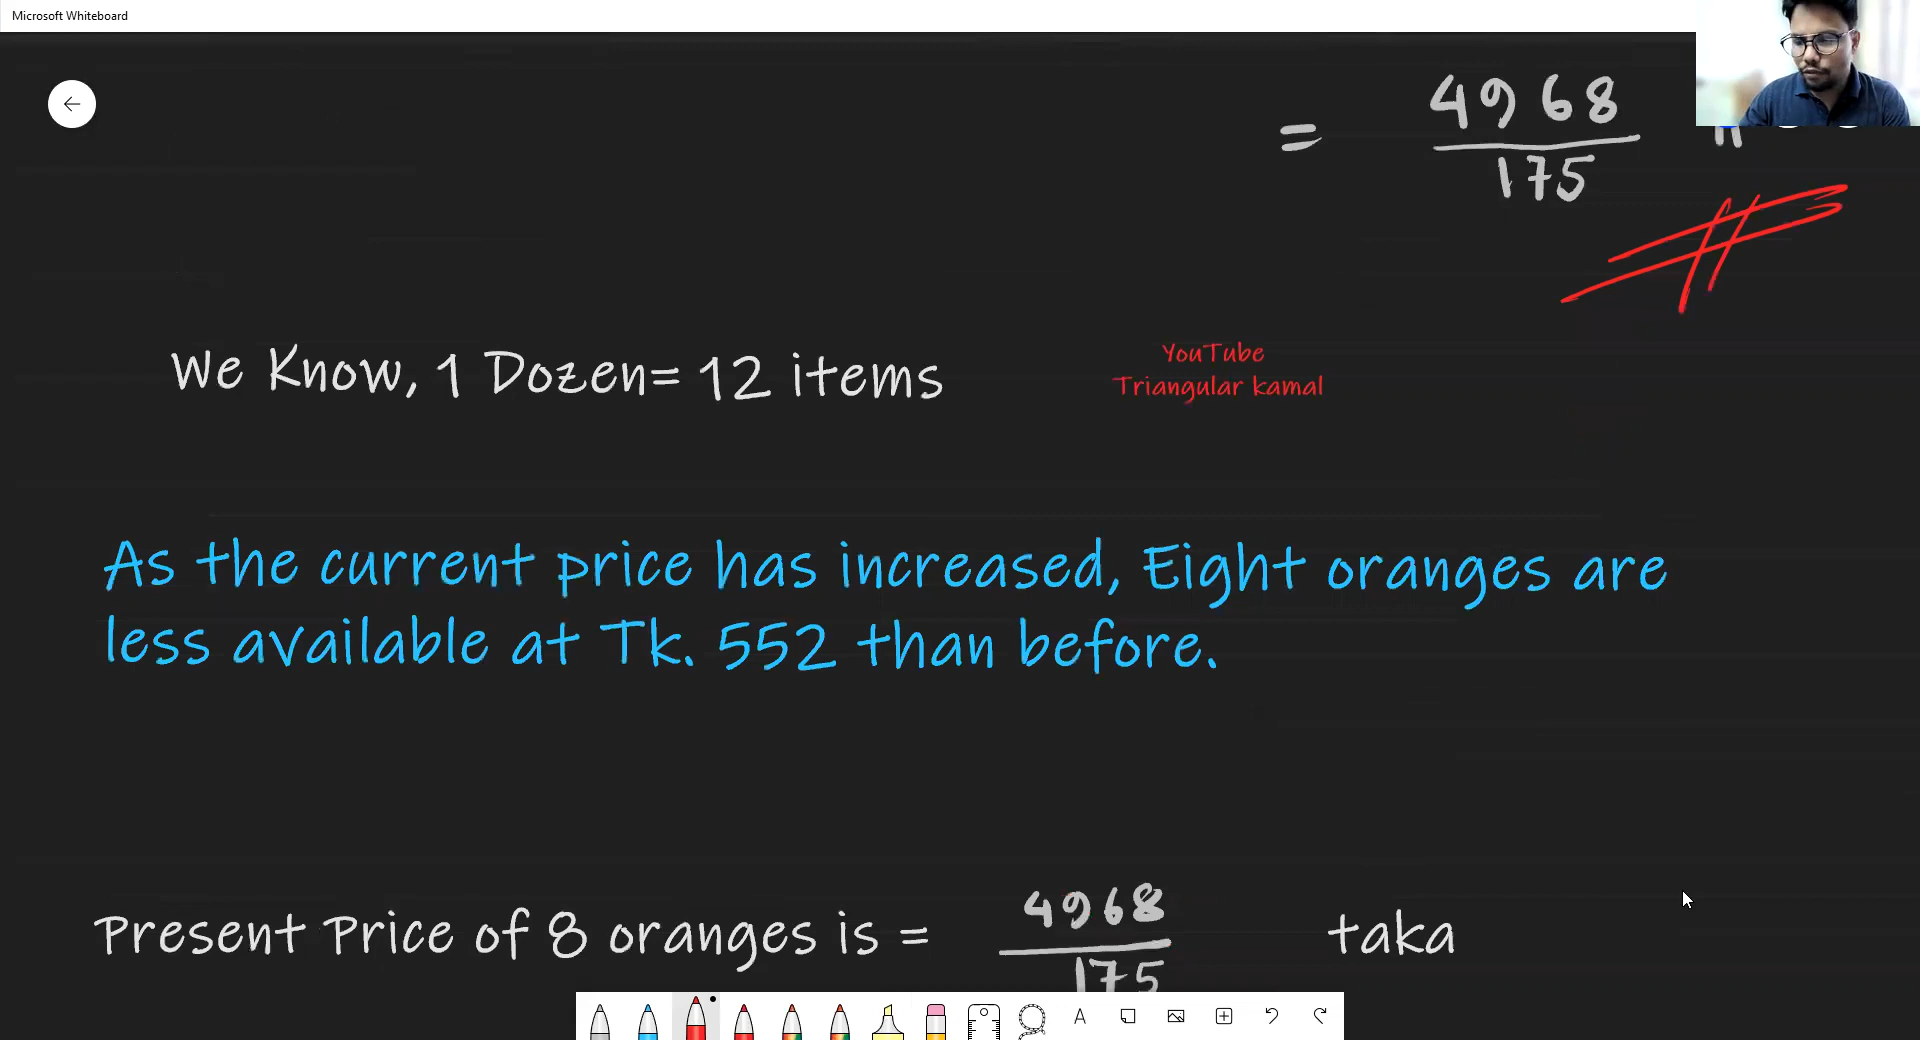 Microsoft Whiteboard
= 4968
175
We Know, 1 Dozen= 12 items
YouTube
Triangular kamal
As the current price has increased, Eight oranges are
less available at Tk. 552 than before.
4968
Present Price of 8 oranges is = taka
175